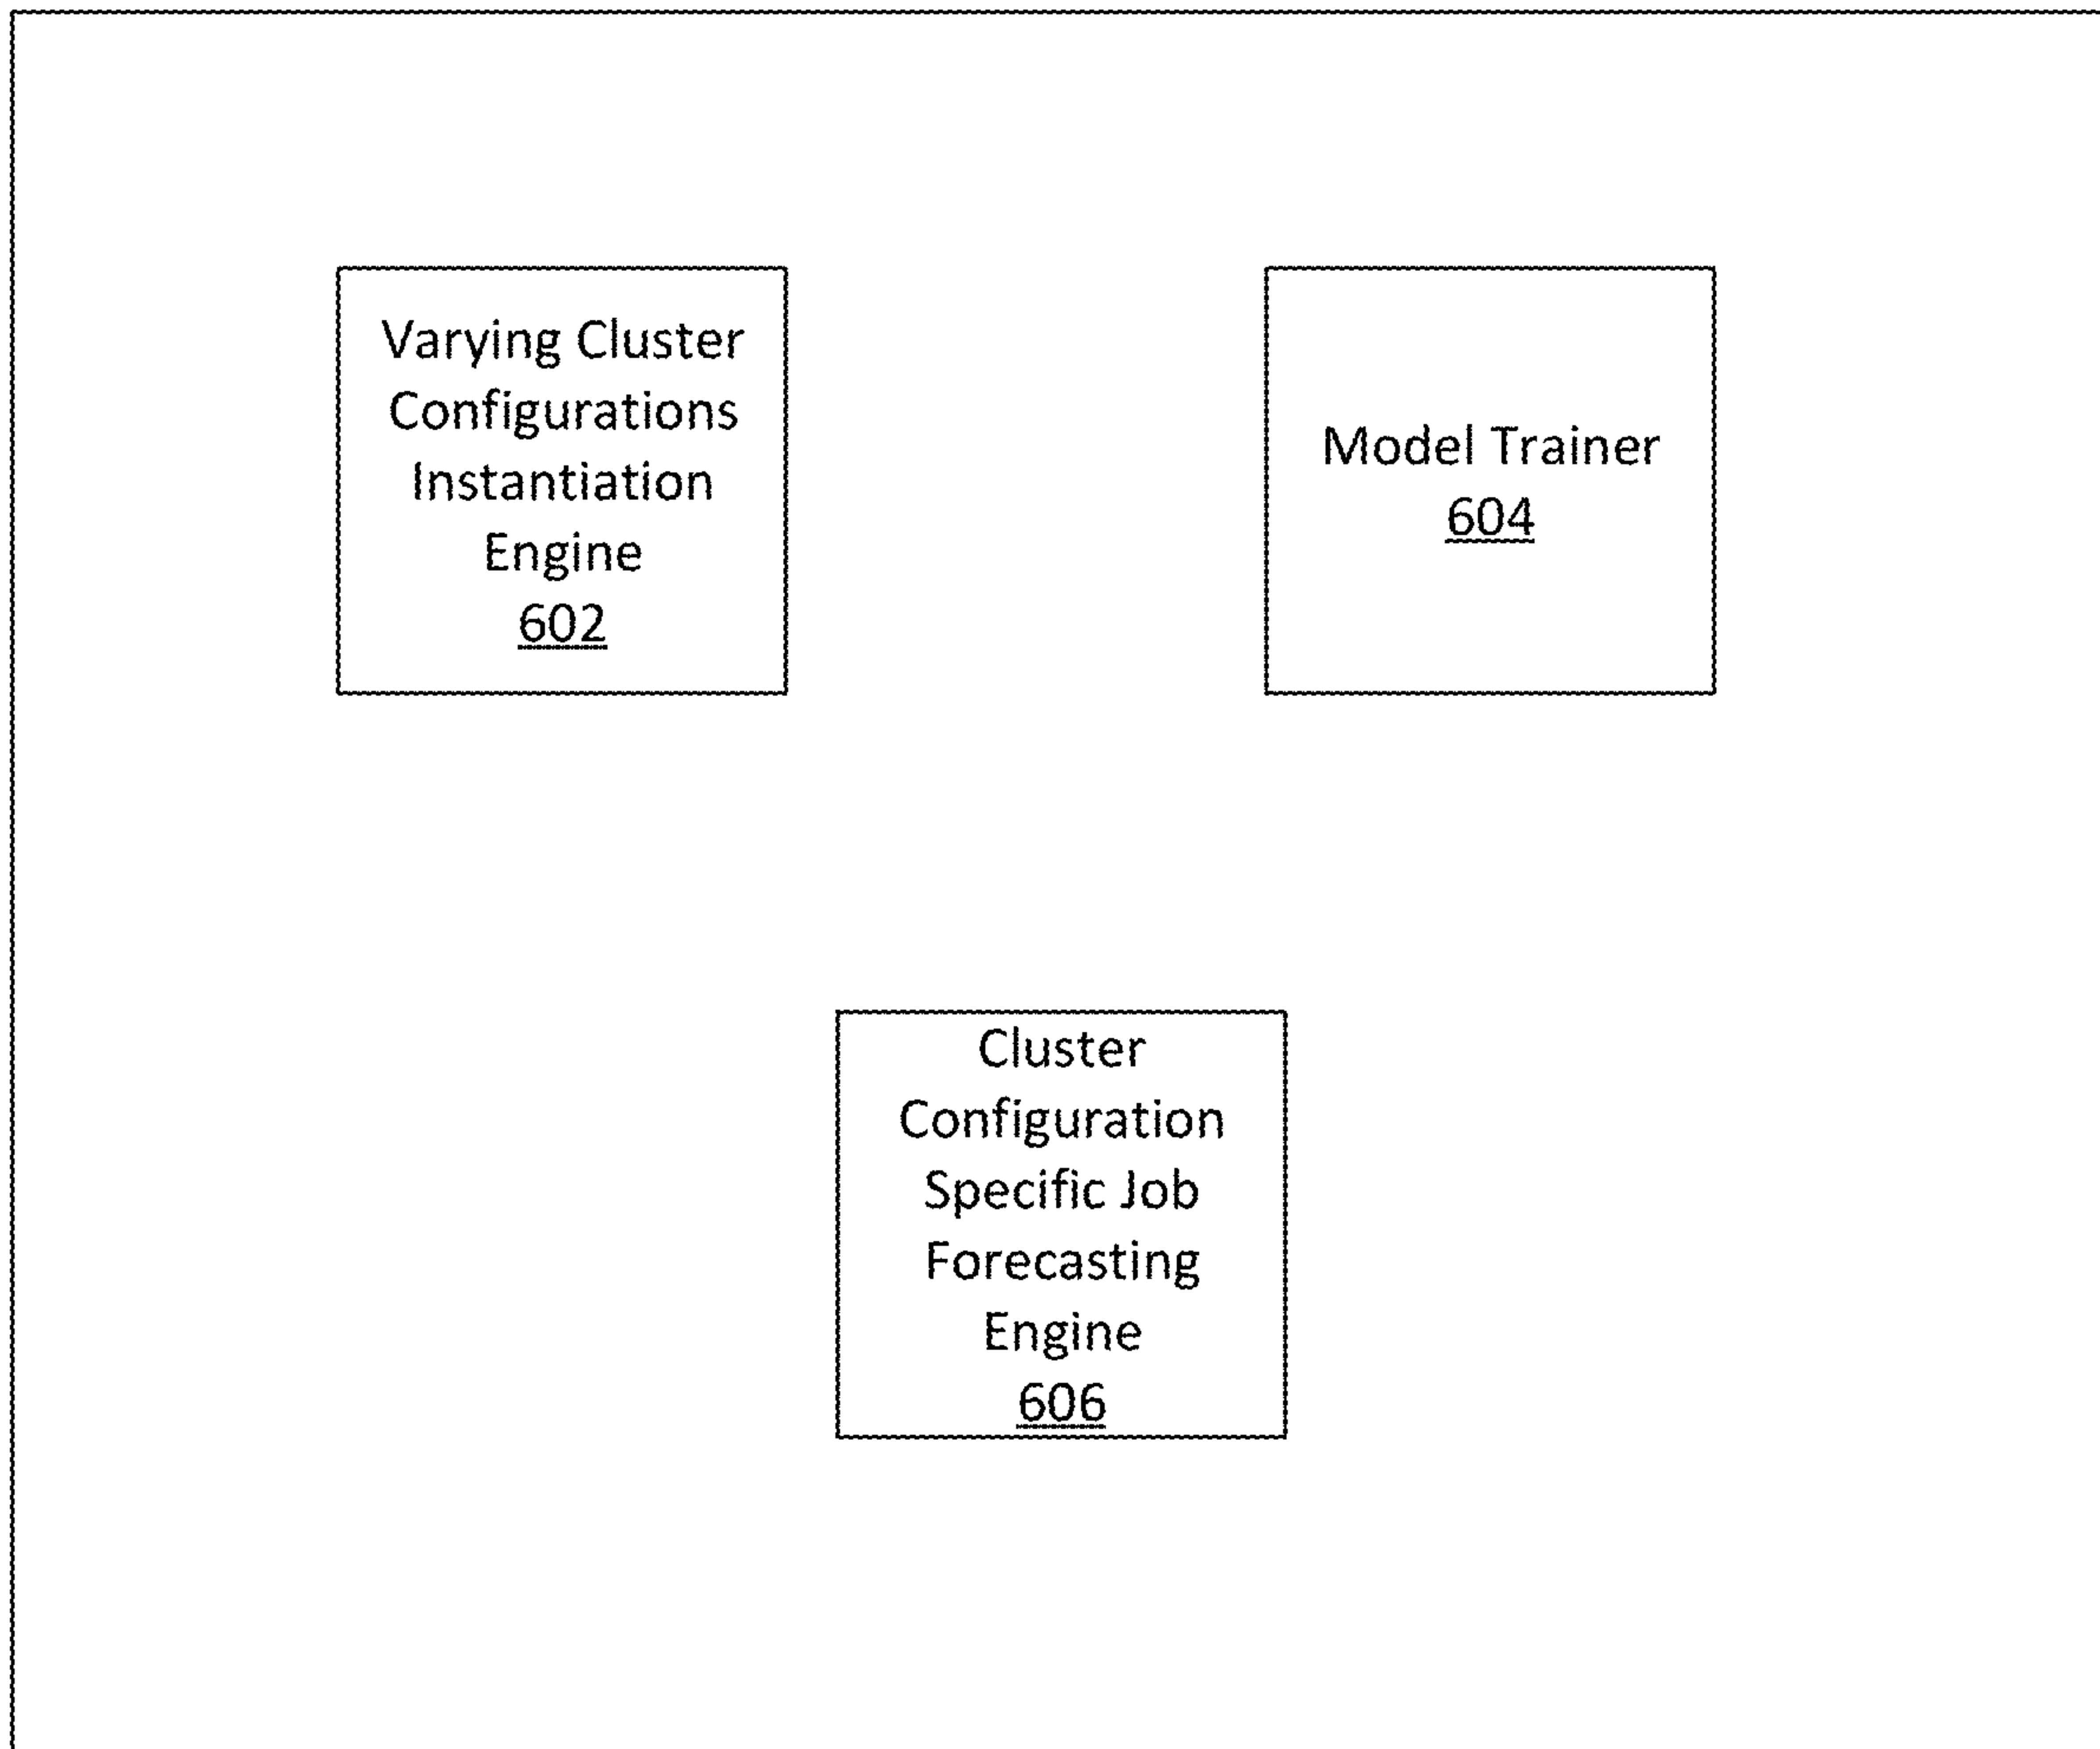 Varying Cluster
Configurations
Instantiation
Engine
602
Model Trainer
604
Cluster
Configuration
Specific Job
Forecasting
Engine
606